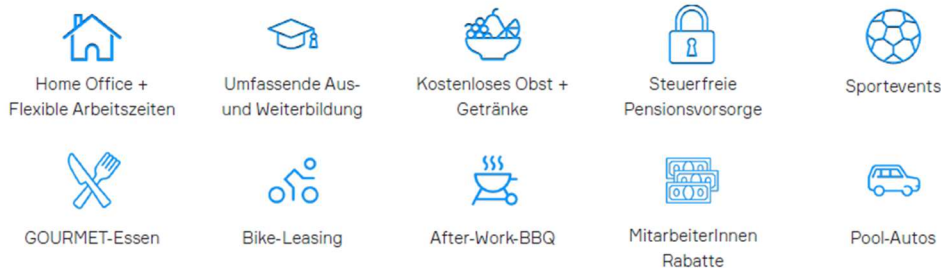 Home Office +
Flexible Arbeitszeiten
Umfassende Aus-
und Weiterbildung
Kostenloses Obst +
Getränke
Steuerfreie
Pensionsvorsorge
Sportevents
GOURMET-Essen
Bike-Leasing
After-Work-BBQ
MitarbeiterInnen
Rabatte
Pool-Autos